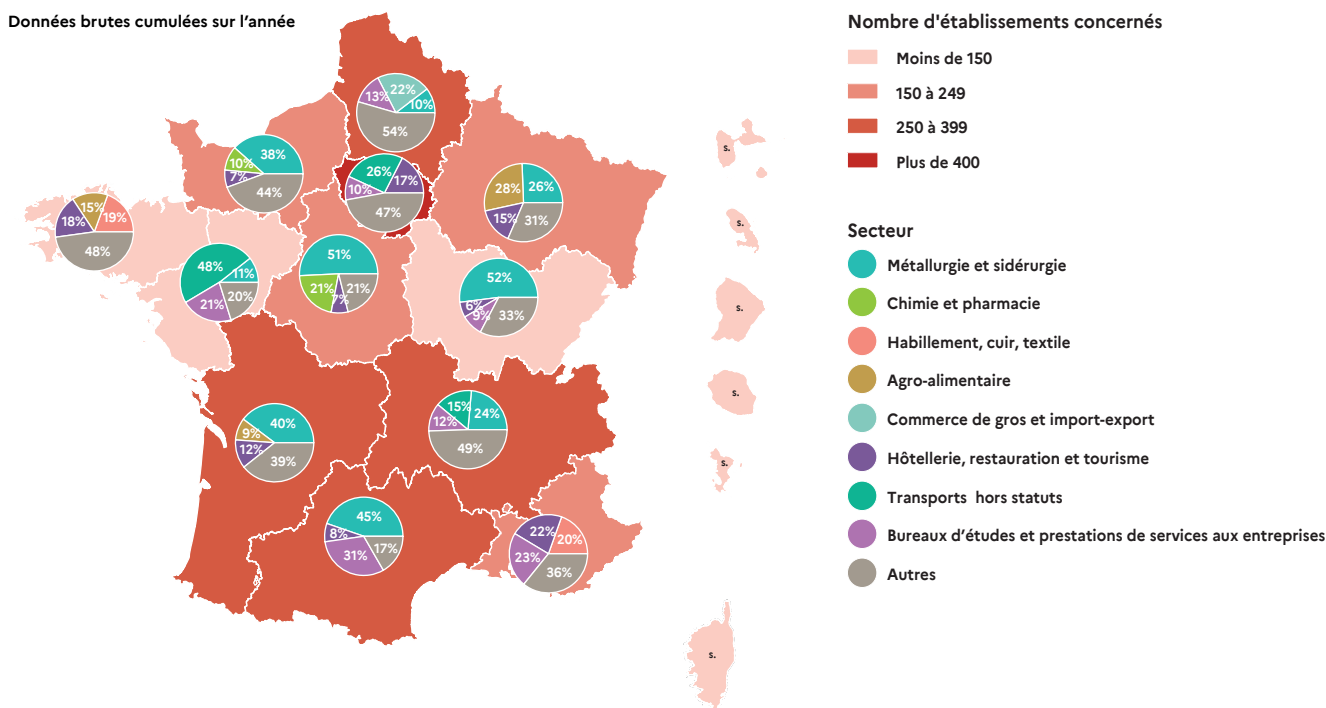 Données brutes cumulées sur l'année
22%
13%
10%
54%
38%
10%
7%
44%
26%
17%
10%
47%
28%
26%
15%
31%
15%
19%
18%
48%
48%
11%
21%
20%
51%
21%
7%
21%
52%
6%
9%
33%
40%
9%
12%
39%
15%
24%
12%
49%
45%
8%
31%
17%
22%
20%
23%
36%
s.
s.
s.
s.
s.
s.
Nombre d'établissements concernés
Moins de 150
150 à 249
250 à 399
Plus de 400
Secteur
Métallurgie et sidérurgie
Chimie et pharmacie
Habillement, cuir, textile
Agro-alimentaire
Commerce de gros et import-export
Hôtellerie, restauration et tourisme
Transports hors statuts
Bureaux d'études et prestations de services aux entreprises
Autres